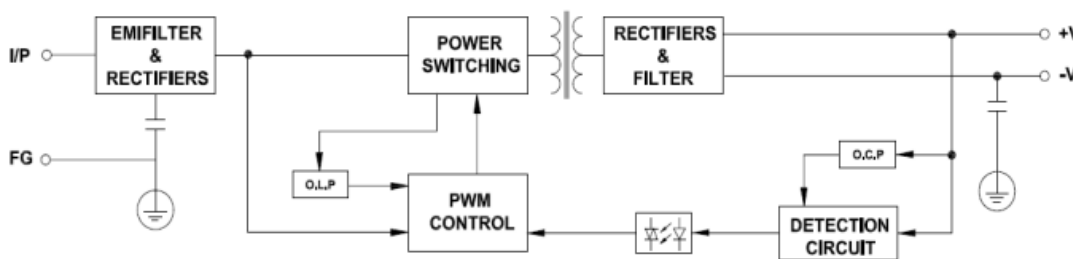 I/P
EMIFILTER
&
RECTIFIERS
POWER
SWITCHING
RECTIFIERS
&
FILTER
+V
-V
FG
O.L.P
PWM
CONTROL
O.C.P
DETECTION
CIRCUIT